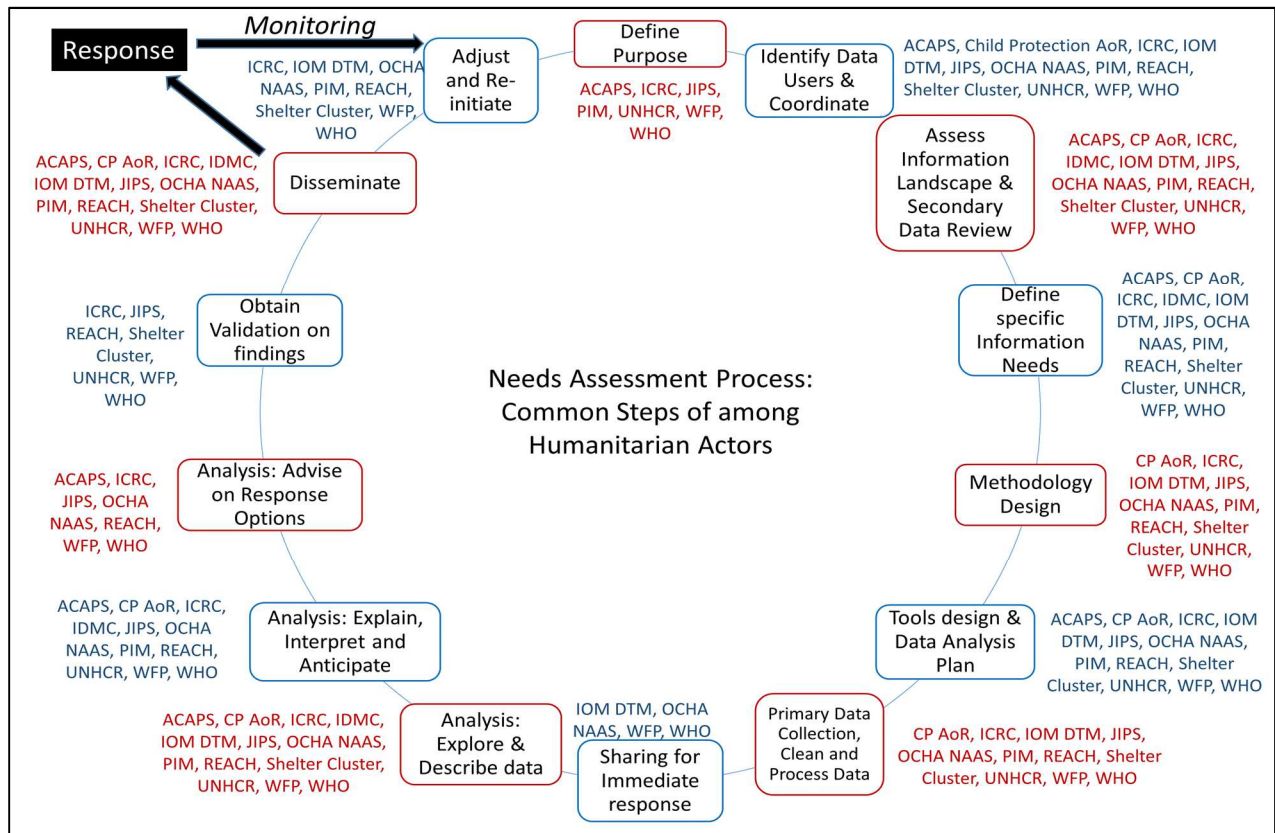 Response
Monitoring
ICRC, IOM DTM, OCHA
NAAS, PIM, REACH,
Shelter Cluster, WFP,
WHO
Adjust
and Re-
initiate
Define
Purpose
ACAPS, ICRC, JIPS,
PIM, UNHCR, WFP,
WHO
Identify Data
Users &
Coordinate
ACAPS, Child Protection AoR, ICRC, IOM
DTM, JIPS, OCHA NAAS, PIM, REACH,
Shelter Cluster, UNHCR, WFP, WHO
Assess
Information
Landscape &
Secondary
Data Review
ACAPS, CP AoR, ICRC,
IDMC, IOM DTM, JIPS,
OCHA NAAS, PIM, REACH,
Shelter Cluster, UNHCR,
WFP, WHO
Define
specific
Information
Needs
ACAPS, CP AoR,
ICRC, IDMC, IOM
DTM, JIPS, OCHA
NAAS, PIM,
REACH, Shelter
Cluster, UNHCR,
WFP, WHO
Methodology
Design
CP AoR, ICRC,
IOM DTM, JIPS,
OCHA NAAS, PIM,
REACH, Shelter
Cluster, UNHCR,
WFP, WHO
Tools design &
Data Analysis
Plan
ACAPS, CP AoR, ICRC, IOM
DTM, JIPS, OCHA NAAS,
PIM, REACH, Shelter
Cluster, UNHCR, WFP, WHO
Primary Data
Collection,
Clean and
Process Data
CP AoR, ICRC, IOM DTM, JIPS,
OCHA NAAS, PIM, REACH, Shelter
Cluster, UNHCR, WFP, WHO
IOM DTM, OCHA
NAAS, WFP, WHO
Sharing for
Immediate
response
Analysis:
Explore &
Describe data
ACAPS, CP AoR, ICRC, IDMC,
IOM DTM, JIPS, OCHA NAAS,
PIM, REACH, Shelter Cluster,
UNHCR, WFP, WHO
Analysis: Explain,
Interpret and
Anticipate
ACAPS, CP AoR, ICRC,
IDMC, JIPS, OCHA
NAAS, PIM, REACH,
UNHCR, WFP, WHO
Analysis: Advise
on Response
Options
ACAPS, ICRC,
JIPS, OCHA
NAAS, REACH,
WFP, WHO
Obtain
Validation on
findings
ICRC, JIPS,
REACH, Shelter
Cluster,
UNHCR, WFP,
WHO
Disseminate
ACAPS, CP AoR, ICRC, IDMC,
IOM DTM, JIPS, OCHA NAAS,
PIM, REACH, Shelter Cluster,
UNHCR, WFP, WHO
Needs Assessment Process:
Common Steps of among
Humanitarian Actors